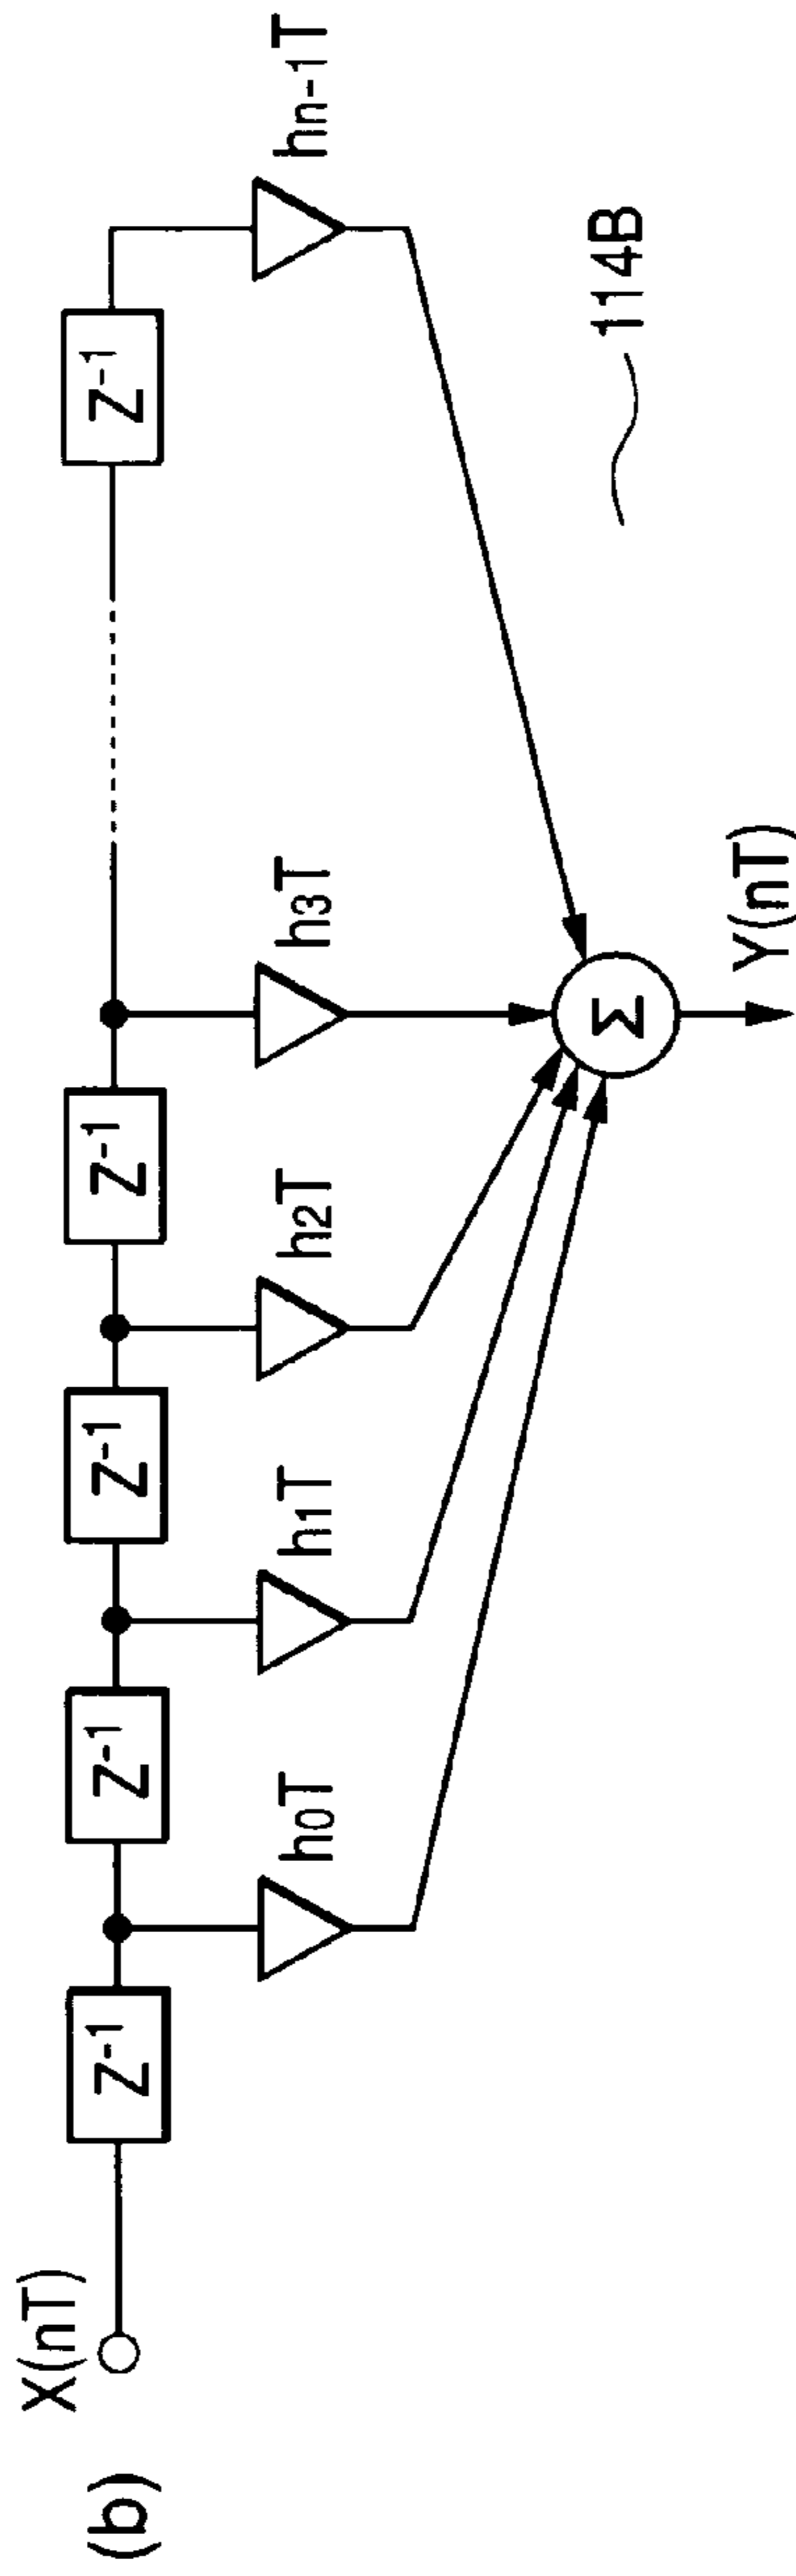 (b)
X(nT)
Z⁻¹
Z⁻¹
Z⁻¹
Z⁻¹
Z⁻¹
h₀T
h₁T
h₂T
h₃T
hₙ₋₁T
Σ
Y(nT)
114B